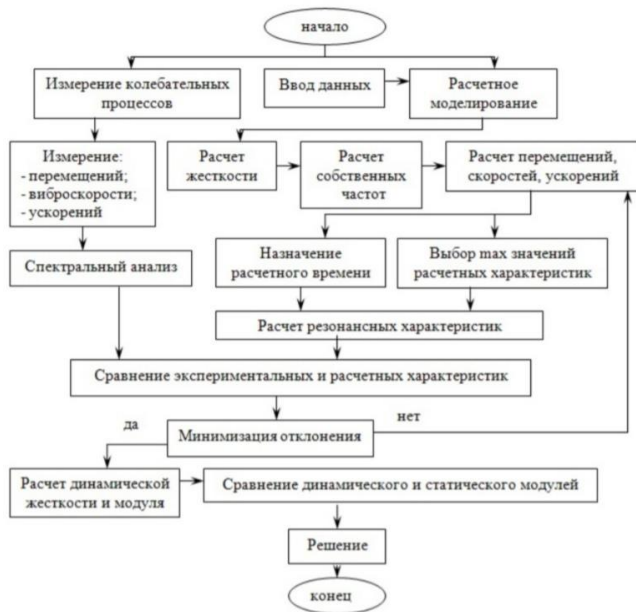 начало
Измерение колебательных
процессов
Ввод данных
Расчетное
моделирование
Измерение:
- перемещений;
- виброскорости;
- ускорений
Расчет
жесткости
Расчет
собственных
частот
Расчет перемещений,
скоростей, ускорений
Спектральный анализ
Назначение
расчетного времени
Выбор max значений
расчетных характеристик
Расчет резонансных характеристик
Сравнение экспериментальных и расчетных характеристик
да
Минимизация отклонения
нет
Расчет динамической
жесткости и модуля
Сравнение динамического и статического модулей
Решение
конец